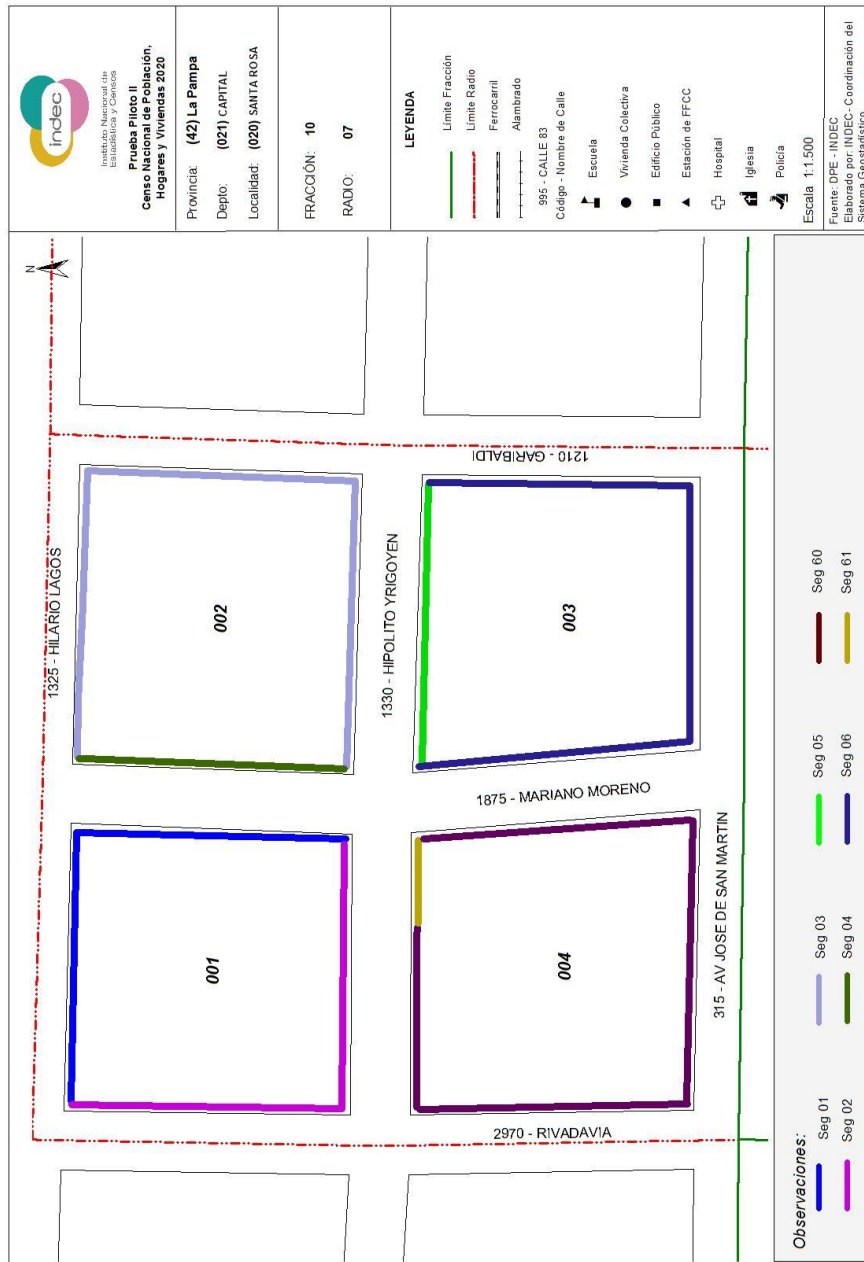 indec
Instituto Nacional de
Estadística y Censos
Prueba Piloto II
Censo Nacional de Población,
Hogares y Viviendas 2020
Provincia: (42) La Pampa
Depto: (021) CAPITAL
Localidad: (020) SANTA ROSA
FRACCIÓN: 10
RADIO: 07
LEYENDA
Límite Fracción
Límite Radio
Ferrocarril
Alambrado
995 - CALLE 83
Código - Nombre de Calle
Escuela
Vivienda Colectiva
Edificio Público
Estación de FFCC
Hospital
Iglesia
Policía
Escala 1:1.500
Fuente: DPE - INDEC
Elaborado por: INDEC - Coordinación del
Sistema Geoestadístico
N
1325 - HILARIO LAGOS
001
002
1330 - HIPOLITO YRIGOYEN
1210 - GARIBALDI
004
003
1875 - MARIANO MORENO
2970 - RIVADAVIA
315 - AV JOSE DE SAN MARTIN
Observaciones:
Seg 01
Seg 03
Seg 05
Seg 60
Seg 02
Seg 04
Seg 06
Seg 61